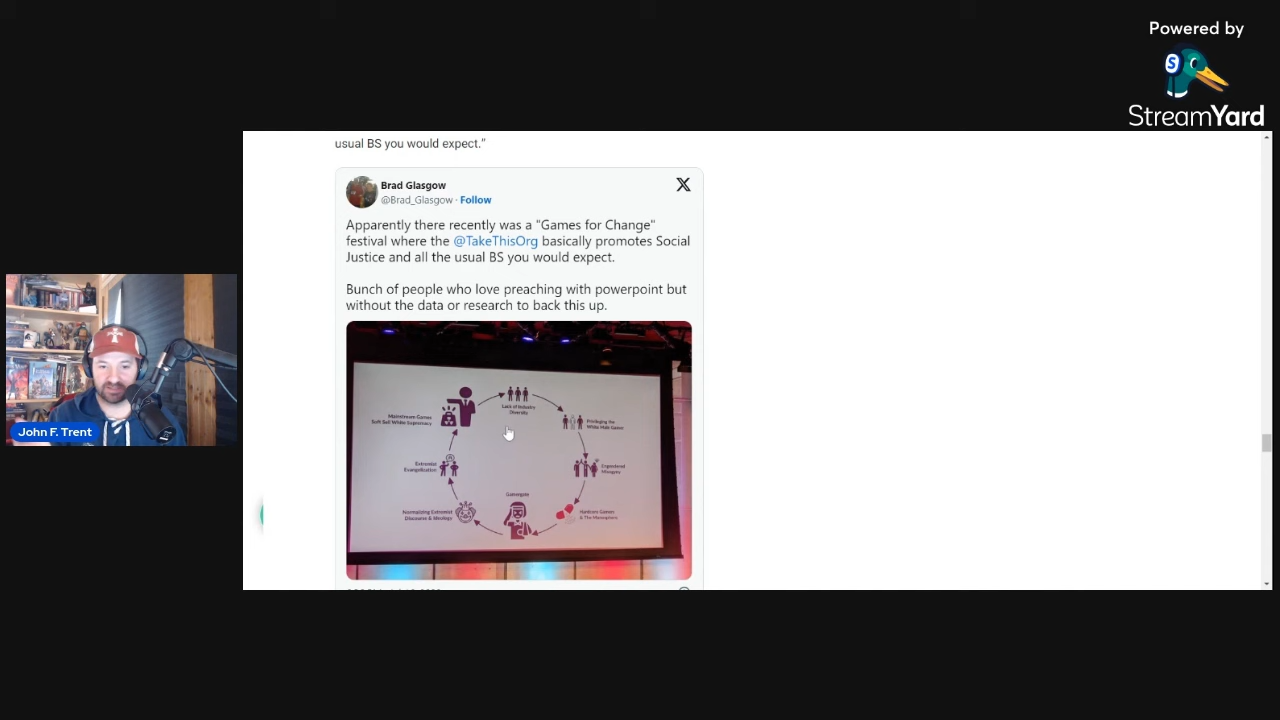 Powered by
StreamYard
usual BS you would expect."
Brad Glasgow
@Brad_Glasgow · Follow
Apparently there recently was a "Games for Change"
festival where the @TakeThisOrg basically promotes Social
Justice and all the usual BS you would expect.
Bunch of people who love preaching with powerpoint but
without the data or research to back this up.
Lack of Industry
Diversity
Mainstream Games
Soft Sell White Supremacy
Privileging the
White Male Gamer
Extremist
Evangelization
Engendered
Misogyny
Gamergate
Normalizing Extremist
Discourse & Ideology
Hardcore Games
& The Manosphere
John F. Trent